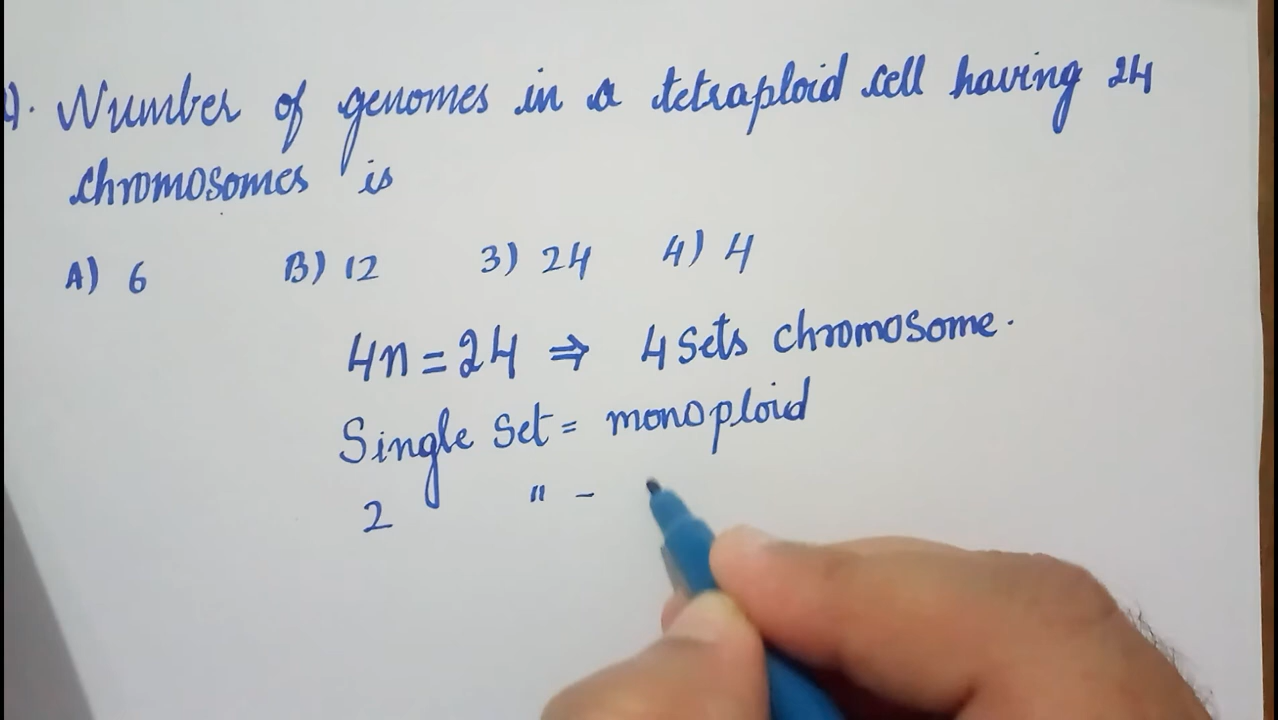 ). Number of genomes in a tetraploid cell having 24
chromosomes is
A) 6 B) 12 3) 24 4) 4
4n = 24 ⇒ 4 Sets chromosome.
Single Set = monoploid
2 " -